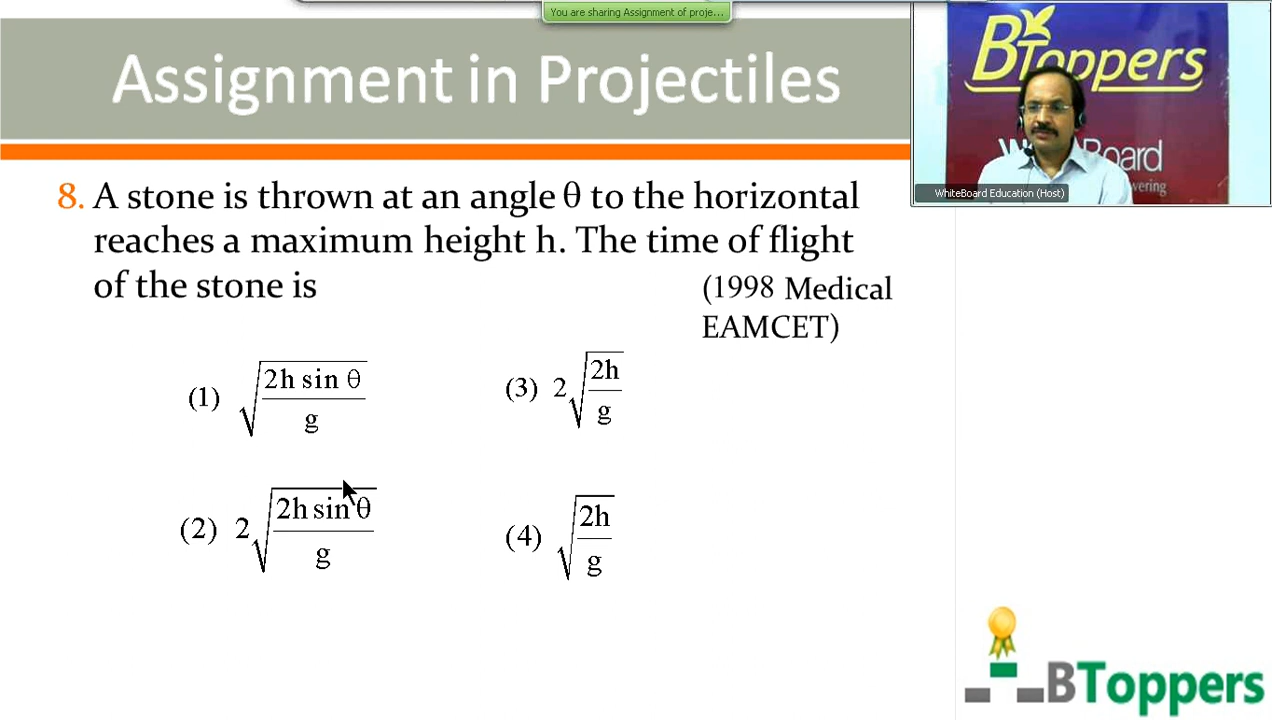 You are sharing Assignment of proje...
Assignment in Projectiles
BToppers
Board
WhiteBoard Education (Host)
8. A stone is thrown at an angle θ to the horizontal
reaches a maximum height h. The time of flight
of the stone is
(1998 Medical
EAMCET)
(1) √(2h sin θ / g)
(3) 2√(2h / g)
(2) 2√(2h sin θ / g)
(4) √(2h / g)
BToppers